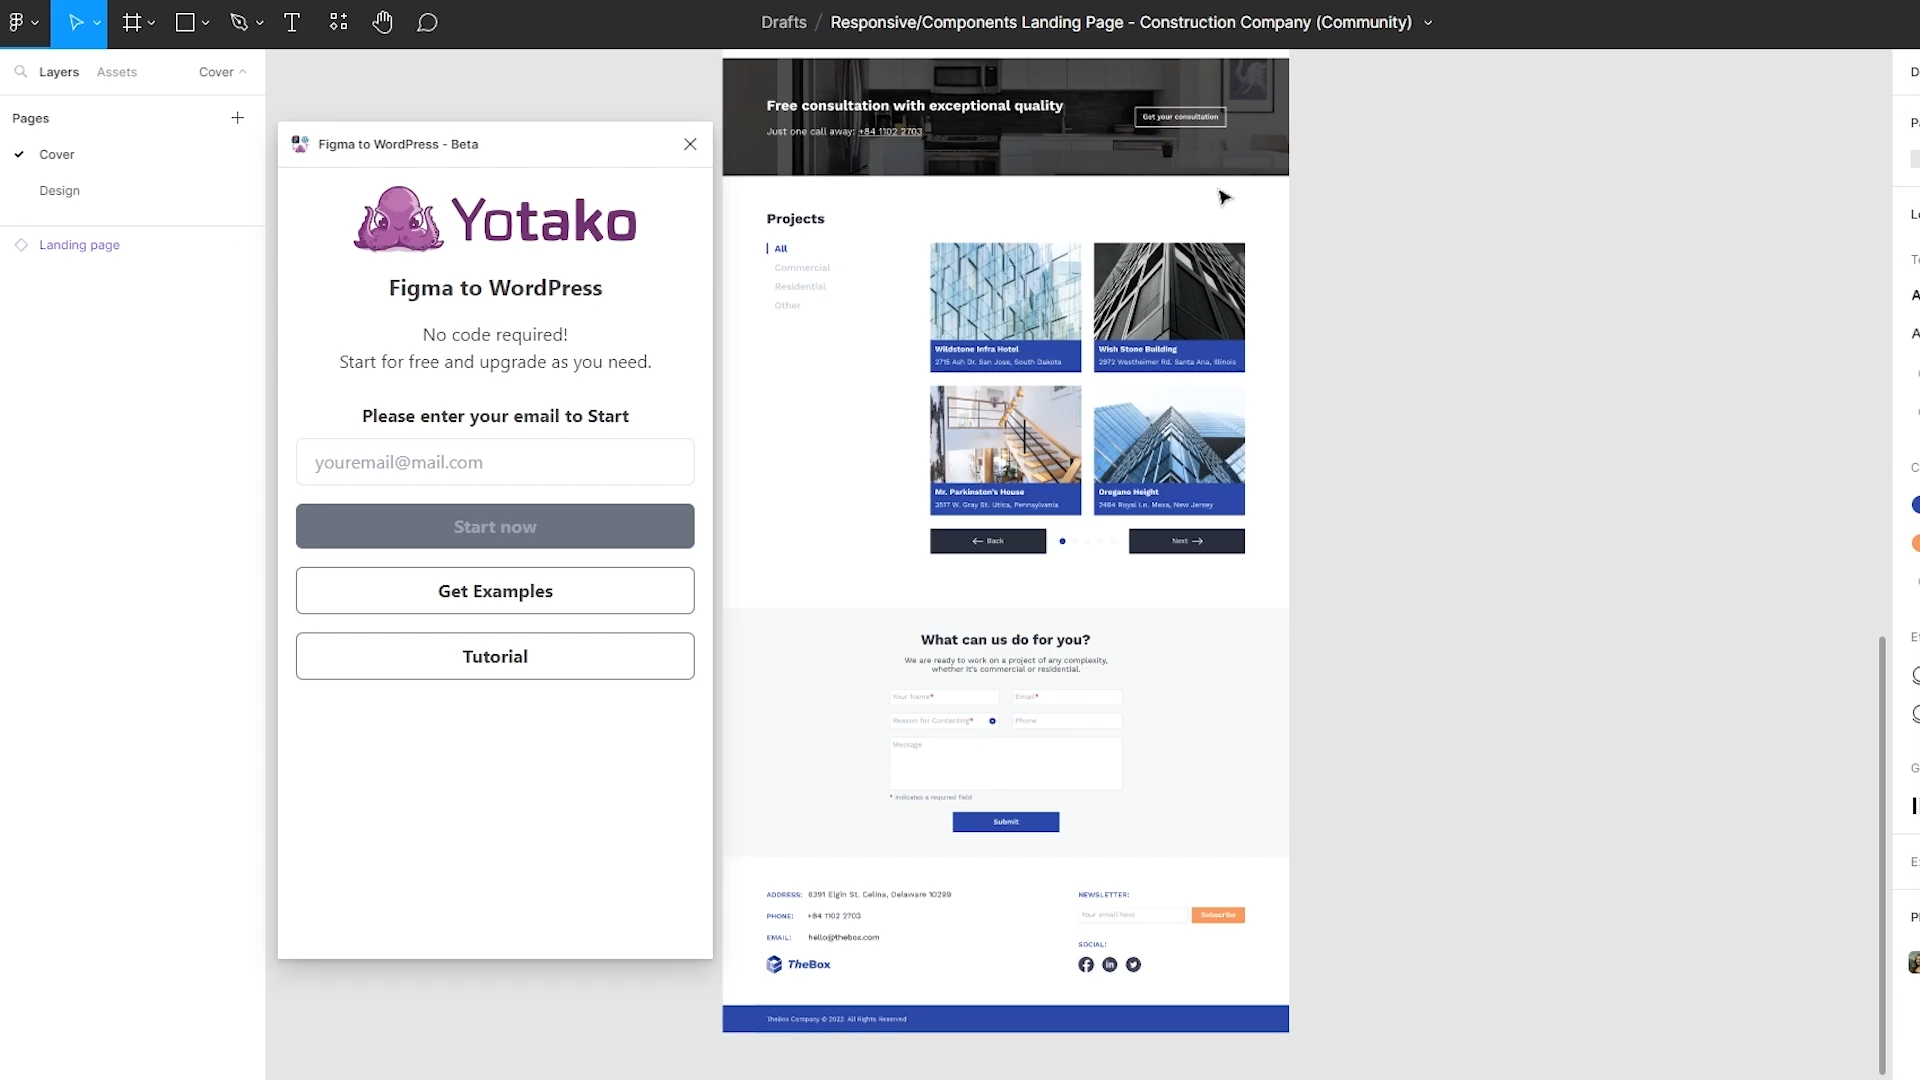 Drafts / Responsive/Components Landing Page - Construction Company (Community)
Layers
Assets
Cover
Pages
Cover
Design
Landing page
Figma to WordPress - Beta
Yotako
Figma to WordPress
No code required!
Start for free and upgrade as you need.
Please enter your email to Start
youremail@mail.com
Start now
Get Examples
Tutorial
Free consultation with exceptional quality
Just one call away: +84 1102 2703
Get your consultation
Projects
All
Commercial
Residential
Other
Wildstone Infra Hotel
2715 Ash Dr. San Jose, South Dakota
Wish Stone Building
2972 Westheimer Rd. Santa Ana, Illinois
Mr. Parkinston's House
3517 W. Gray St. Utica, Pennsylvania
Oregano Height
2464 Royal Ln. Mesa, New Jersey
Back
Next
What can us do for you?
We are ready to work on a project of any complexity,
whether it's commercial or residential.
Your Name*
Email*
Reason for Contacting*
Phone
Message
* indicates a required field
Submit
ADDRESS: 6391 Elgin St. Celina, Delaware 10299
PHONE: +84 1102 2703
EMAIL: hello@thebox.com
TheBox
NEWSLETTER:
Your email here
Subscribe
SOCIAL:
TheBox Company © 2022. All Rights Reserved